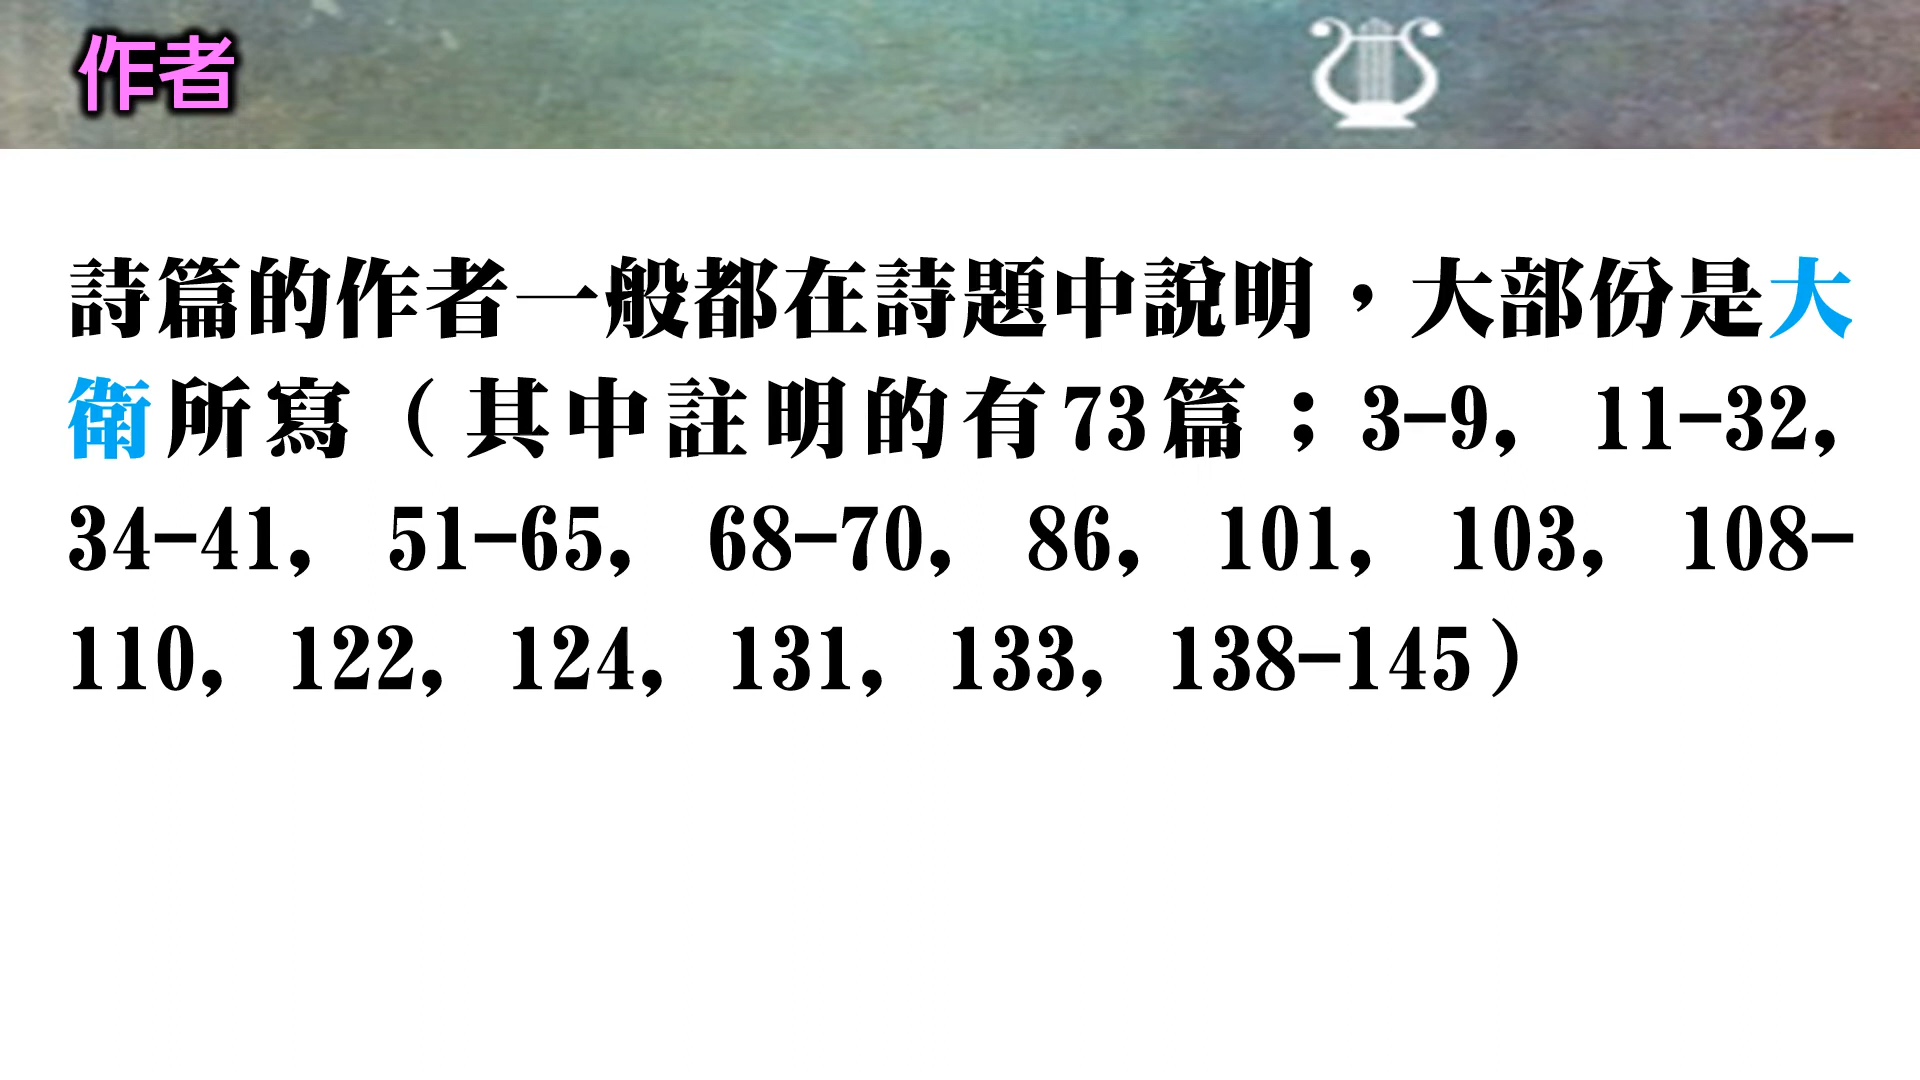 作者
詩篇的作者一般都在詩題中說明，大部份是大
衛所寫（其中註明的有73篇；3-9, 11-32,
34-41, 51-65, 68-70, 86, 101, 103, 108-
110, 122, 124, 131, 133, 138-145）